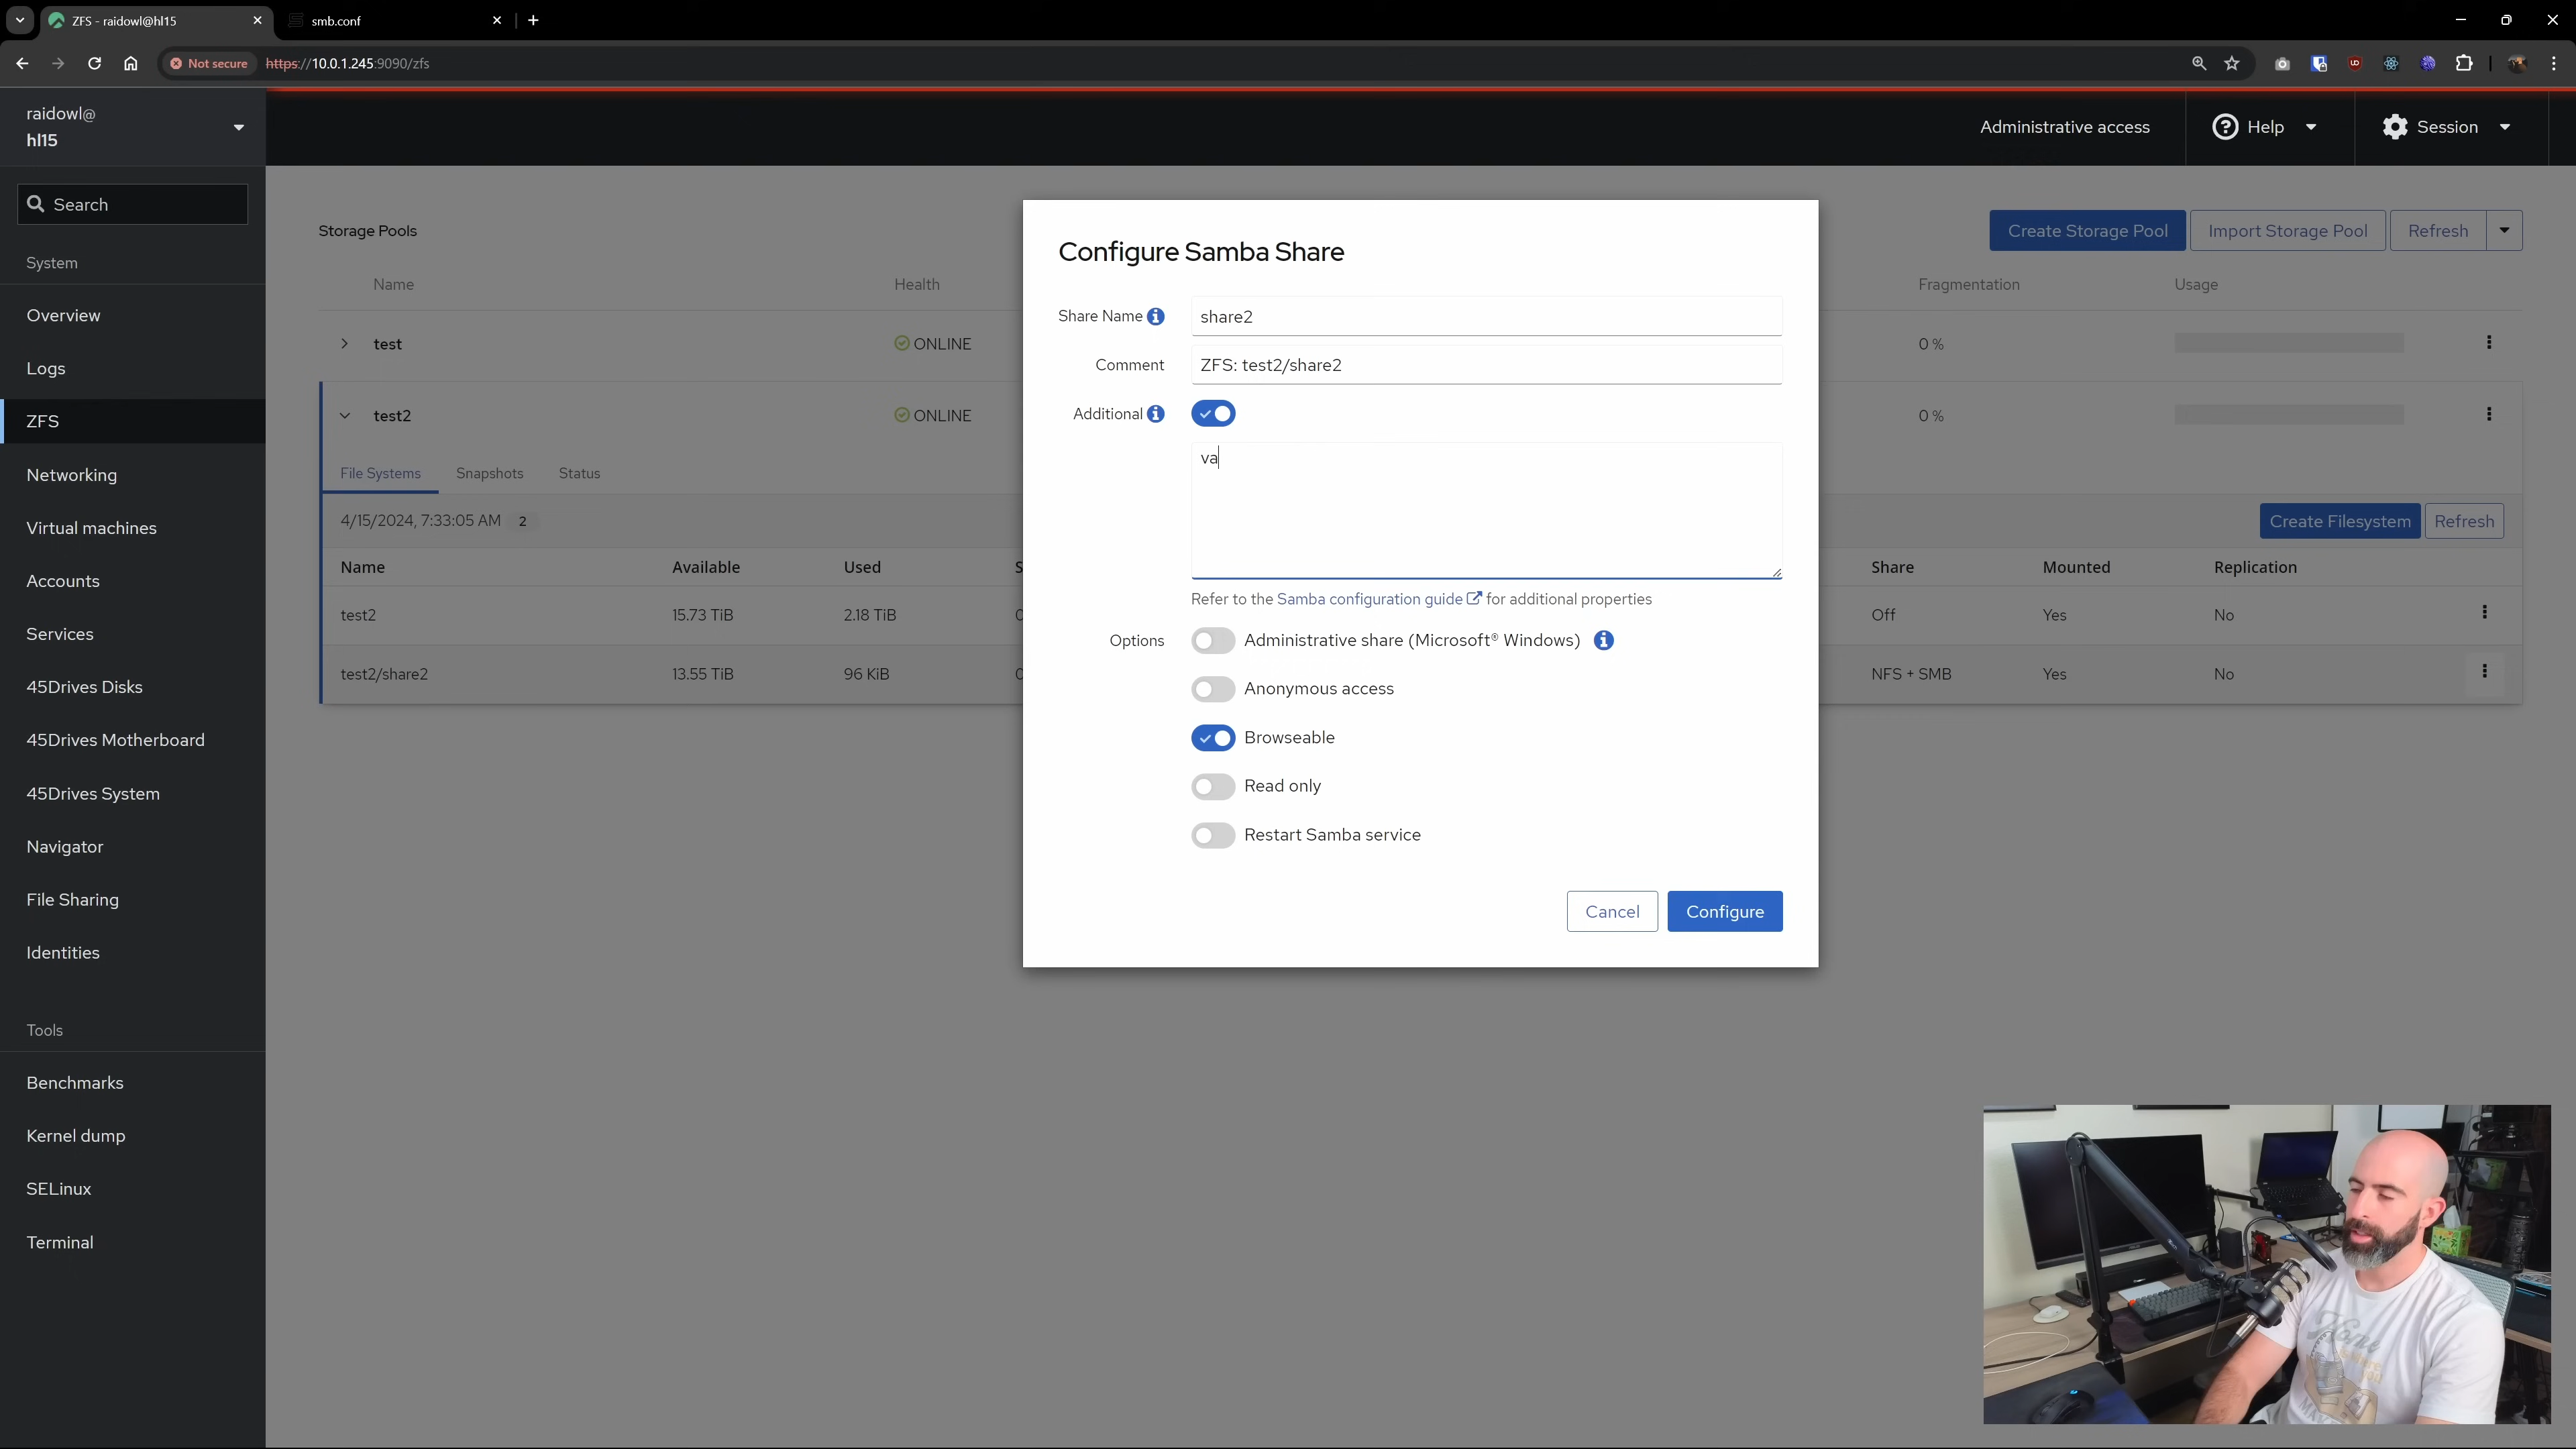 ZFS - raidowl@hl15
smb.conf
Not secure https://10.0.1.245:9090/zfs
raidowl@
hl15
Administrative access
Help
Session
Search
System
Overview
Logs
ZFS
Networking
Virtual machines
Accounts
Services
45Drives Disks
45Drives Motherboard
45Drives System
Navigator
File Sharing
Identities
Tools
Benchmarks
Kernel dump
SELinux
Terminal
Storage Pools
Create Storage Pool Import Storage Pool Refresh
Name Health Fragmentation Usage
test ONLINE 0 %
test2 ONLINE 0 %
File Systems Snapshots Status
4/15/2024, 7:33:05 AM 2
Create Filesystem Refresh
Name Available Used S Share Mounted Replication
test2 15.73 TiB 2.18 TiB 0 Off Yes No
test2/share2 13.55 TiB 96 KiB 0 NFS + SMB Yes No
Configure Samba Share
Share Name share2
Comment ZFS: test2/share2
Additional
va
Refer to the Samba configuration guide for additional properties
Options Administrative share (Microsoft® Windows)
Anonymous access
Browseable
Read only
Restart Samba service
Cancel Configure